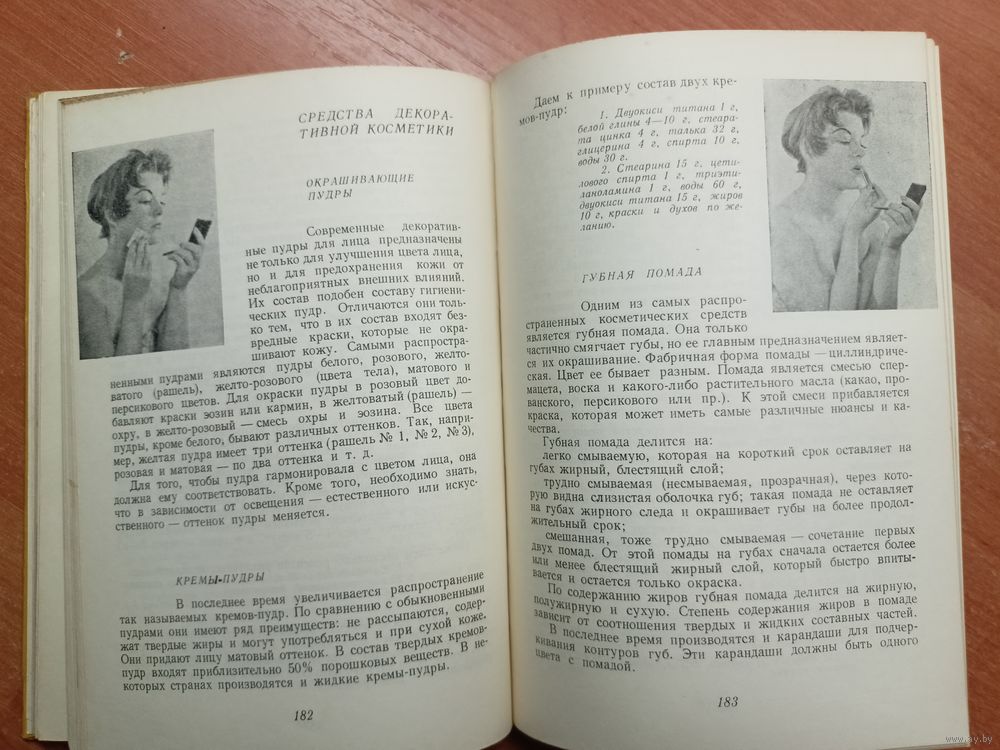 СРЕДСТВА ДЕКОРА-
ТИВНОЙ КОСМЕТИКИ
ОКРАШИВАЮЩИЕ
ПУДРЫ
Современные декоратив-
ные пудры для лица предназначены
не только для улучшения цвета лица,
но и для предохранения кожи от
неблагоприятных внешних влияний.
Их состав подобен составу гигиени-
ческих пудр. Отличаются они толь-
ко тем, что в их состав входят без-
вредные краски, которые не окра-
шивают кожу. Самыми распростра-
ненными пудрами являются пудры белого, розового, желто-
ватого (рашель), желто-розового (цвета тела), матового и
персикового цветов. Для окраски пудры в розовый цвет до-
бавляют краски эозин или кармин, в желтоватый (рашель) —
охру, в желто-розовый — смесь охры и эозина. Все цвета
пудры, кроме белого, бывают различных оттенков. Так, напри-
мер, желтая пудра имеет три оттенка (рашель № 1, № 2, № 3),
розовая и матовая — по два оттенка и т. д.
Для того, чтобы пудра гармонировала с цветом лица, она
должна ему соответствовать. Кроме того, необходимо знать,
что в зависимости от освещения — естественного или искус-
ственного — оттенок пудры меняется.
КРЕМЫ-ПУДРЫ
В последнее время увеличивается распространение
так называемых кремов-пудр. По сравнению с обыкновенными
пудрами они имеют ряд преимуществ: не рассыпаются, содер-
жат твердые жиры и могут употребляться и при сухой коже.
Они придают лицу матовый оттенок. В состав твердых кремов-
пудр входят приблизительно 50% порошковых веществ. В не-
которых странах производятся и жидкие кремы-пудры.
182
Даем к примеру состав двух кре-
мов-пудр:
1. Двуокиси титана 1 г,
белой глины 4—10 г, стеара-
та цинка 4 г, талька 32 г,
глицерина 4 г, спирта 10 г,
воды 30 г.
2. Стеарина 15 г, цети-
лового спирта 1 г, триэти-
ланоламина 1 г, воды 60 г,
двуокиси титана 15 г, жиров
10 г, краски и духов по же-
ланию.
ГУБНАЯ ПОМАДА
Одним из самых распро-
страненных косметических средств
является губная помада. Она только
частично смягчает губы, но ее главным предназначением являет-
ся их окрашивание. Фабричная форма помады — циллиндриче-
ская. Цвет ее бывает разным. Помада является смесью спер-
мацета, воска и какого-либо растительного масла (какао, про-
ванского, персикового или пр.). К этой смеси прибавляется
краска, которая может иметь самые различные нюансы и ка-
чества.
Губная помада делится на:
легко смываемую, которая на короткий срок оставляет на
губах жирный, блестящий слой;
трудно смываемая (несмываемая, прозрачная), через кото-
рую видна слизистая оболочка губ; такая помада не оставляет
на губах жирного следа и окрашивает губы на более продол-
жительный срок;
смешанная, тоже трудно смываемая — сочетание первых
двух помад. От этой помады на губах сначала остается более
или менее блестящий жирный слой, который быстро впиты-
вается и остается только окраска.
По содержанию жиров губная помада делится на жирную,
полужирную и сухую. Степень содержания жиров в помаде
зависит от соотношения твердых и жидких составных частей.
В последнее время производятся и карандаши для подчер-
кивания контуров губ. Эти карандаши должны быть одного
цвета с помадой.
183
www.ay.by